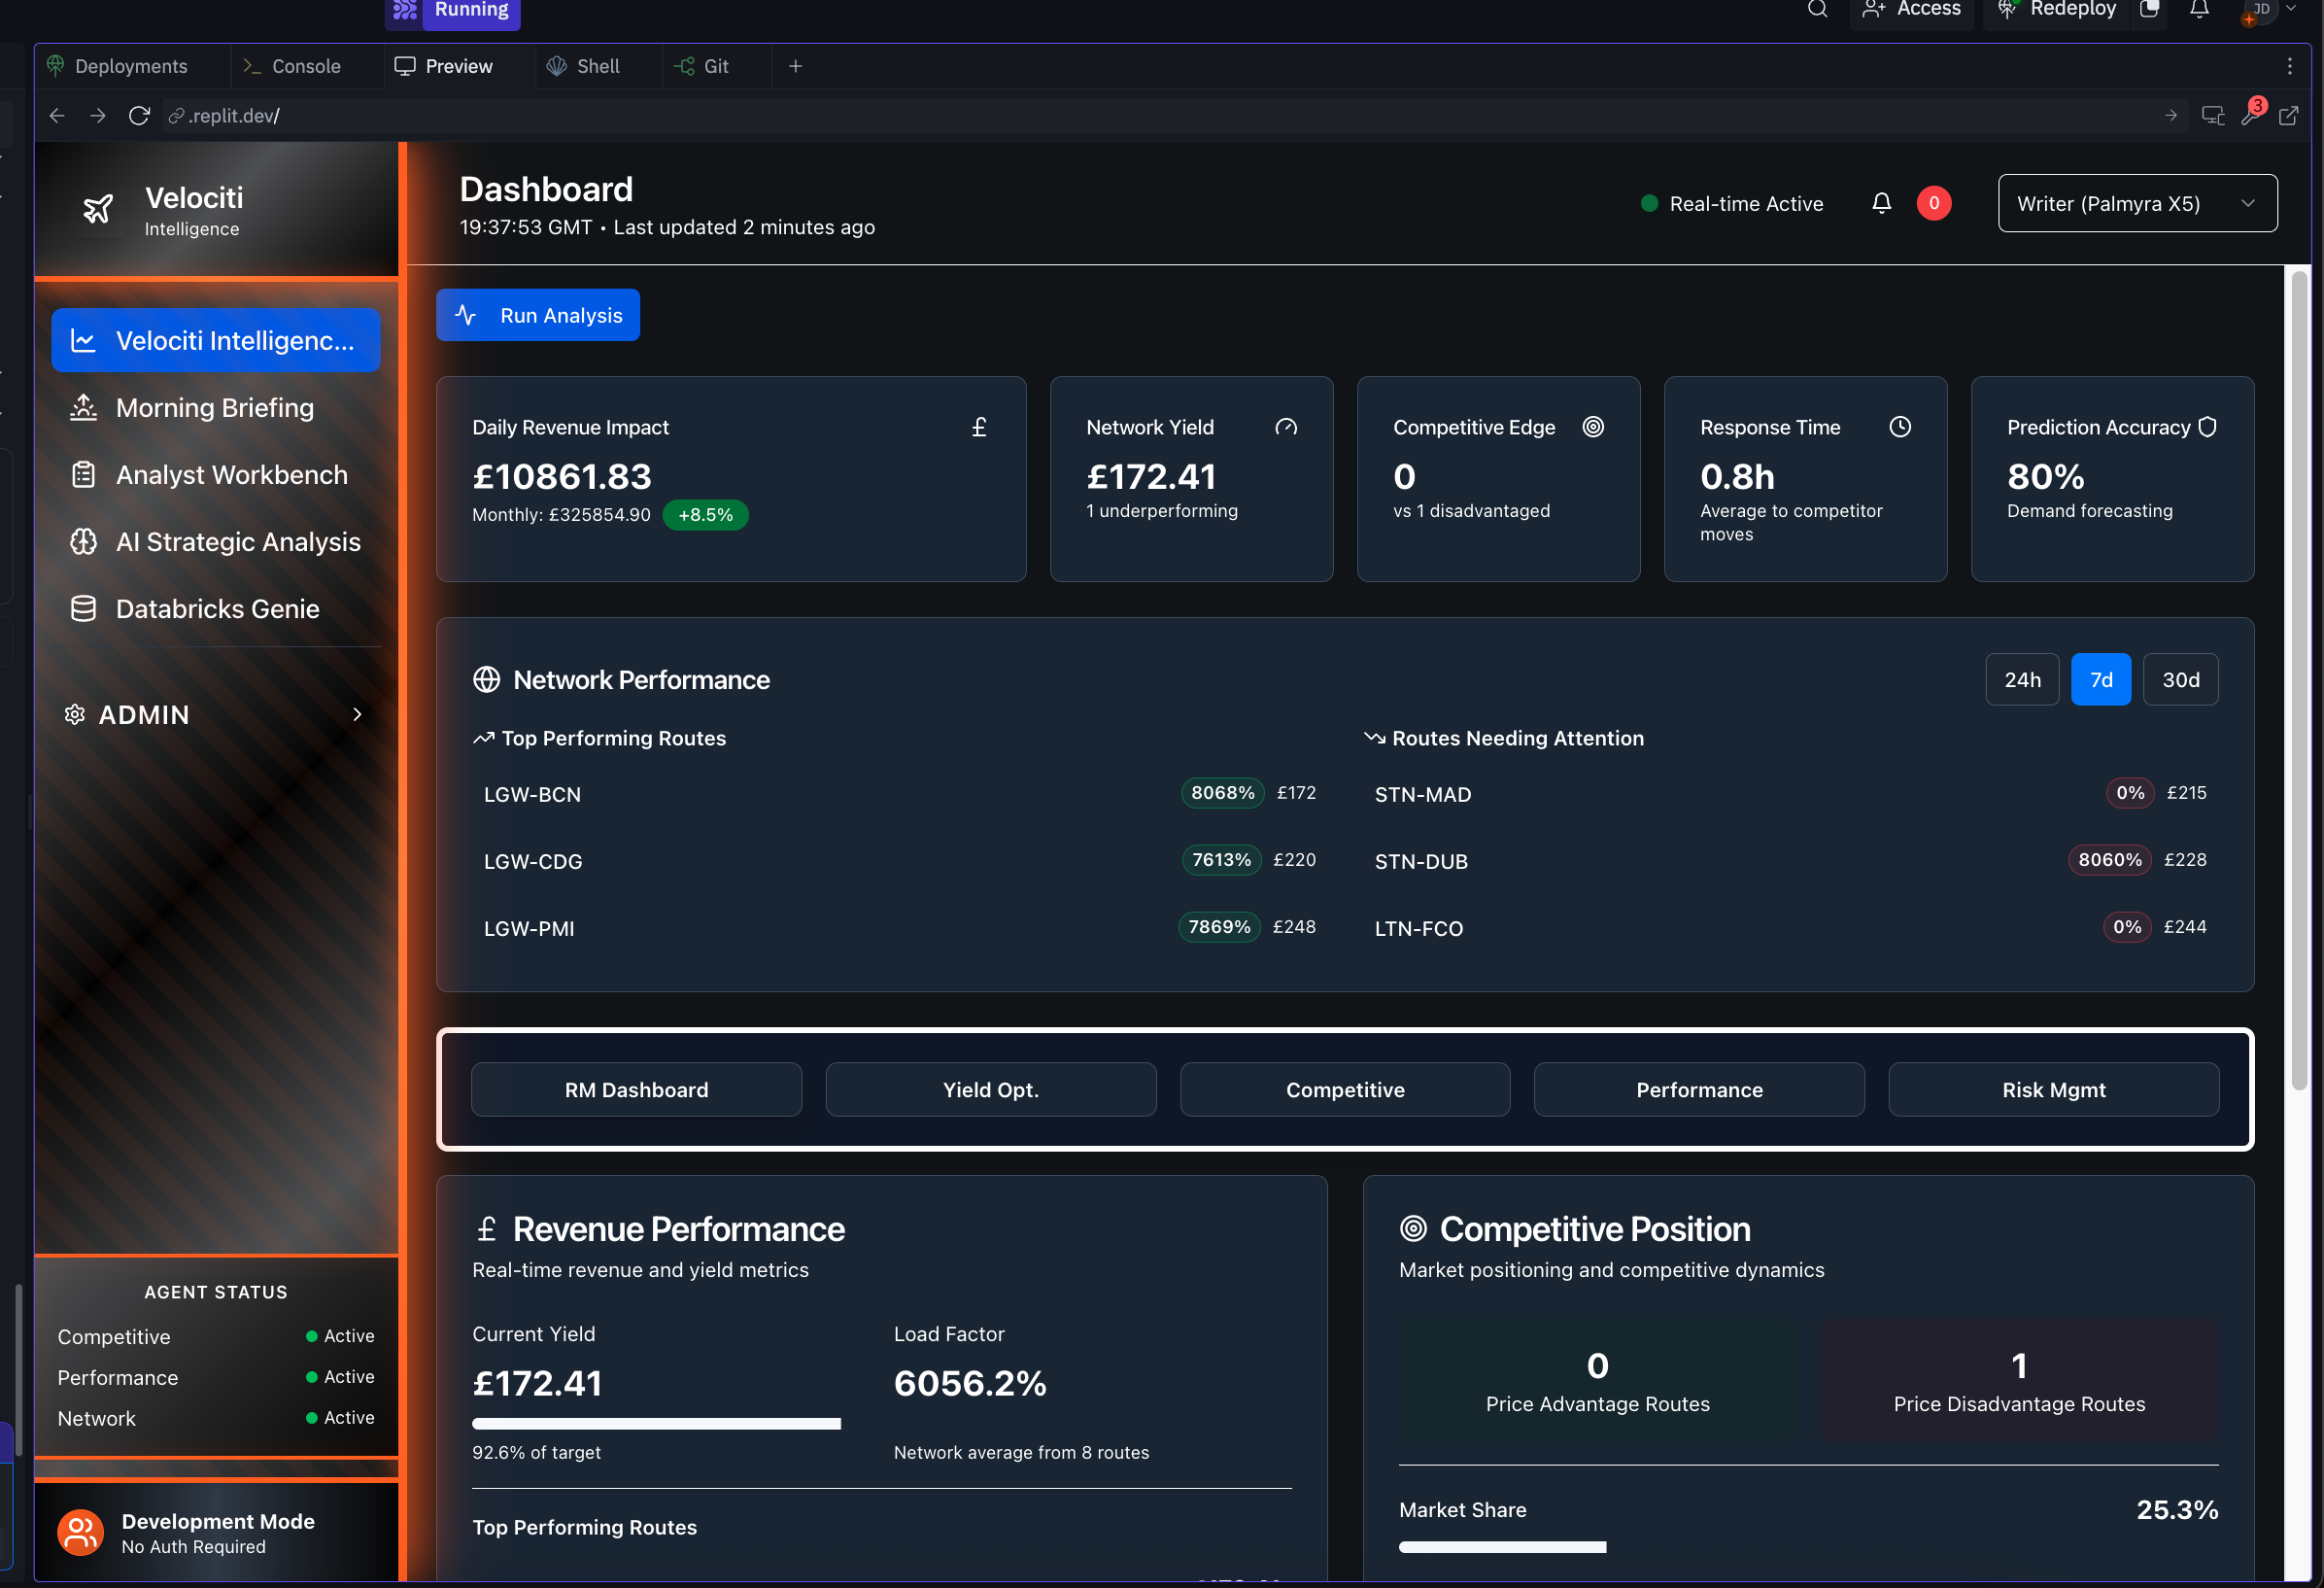 Running
Access
Redeploy
JD
Deployments
Console
Preview
Shell
Git
.replit.dev/
3
Velociti
Intelligence
Dashboard
19:37:53 GMT • Last updated 2 minutes ago
Real-time Active
0
Writer (Palmyra X5)
Velociti Intelligenc...
Morning Briefing
Analyst Workbench
AI Strategic Analysis
Databricks Genie
ADMIN
Run Analysis
Daily Revenue Impact
£10861.83
Monthly: £325854.90
+8.5%
Network Yield
£172.41
1 underperforming
Competitive Edge
0
vs 1 disadvantaged
Response Time
0.8h
Average to competitor
moves
Prediction Accuracy
80%
Demand forecasting
Network Performance
24h
7d
30d
Top Performing Routes
LGW-BCN 8068% £172
LGW-CDG 7613% £220
LGW-PMI 7869% £248
Routes Needing Attention
STN-MAD 0% £215
STN-DUB 8060% £228
LTN-FCO 0% £244
RM Dashboard
Yield Opt.
Competitive
Performance
Risk Mgmt
£ Revenue Performance
Real-time revenue and yield metrics
Current Yield
£172.41
92.6% of target
Load Factor
6056.2%
Network average from 8 routes
Top Performing Routes
Competitive Position
Market positioning and competitive dynamics
0
Price Advantage Routes
1
Price Disadvantage Routes
Market Share
25.3%
AGENT STATUS
Competitive Active
Performance Active
Network Active
Development Mode
No Auth Required